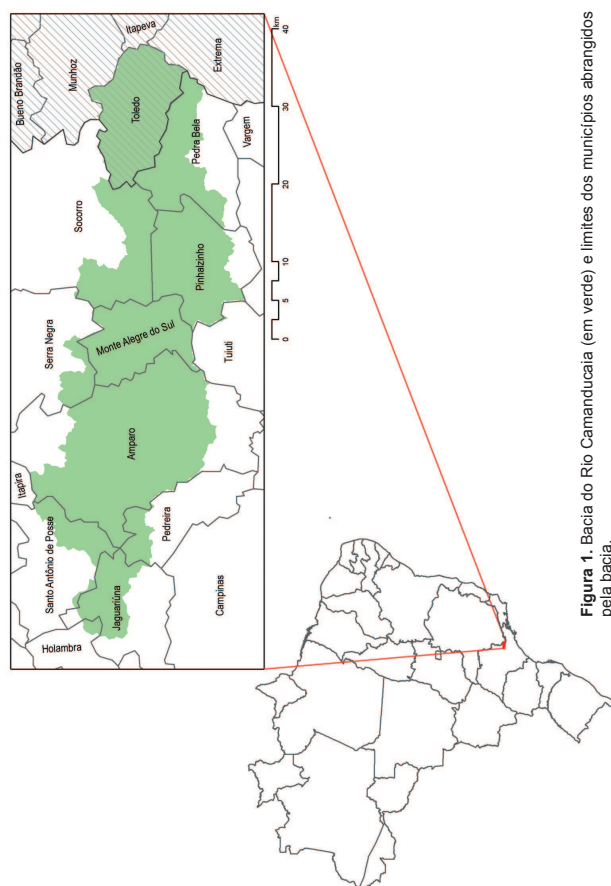 Bueno Brandão
Munhoz
Itapeva
Toledo
Extrema
Socorro
Pedra Bela
Vargem
Pinhalzinho
Serra Negra
Monte Alegre do Sul
Tuiuti
Itapira
Amparo
Santo Antônio de Posse
Pedreira
Jaguariúna
Holambra
Campinas
0 5 10 20 30 40
km
Figura 1. Bacia do Rio Camanducaia (em verde) e limites dos municípios abrangidos
pela bacia.